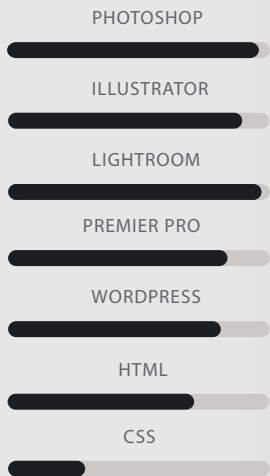 PHOTOSHOP
ILLUSTRATOR
LIGHTROOM
PREMIER PRO
WORDPRESS
HTML
CSS